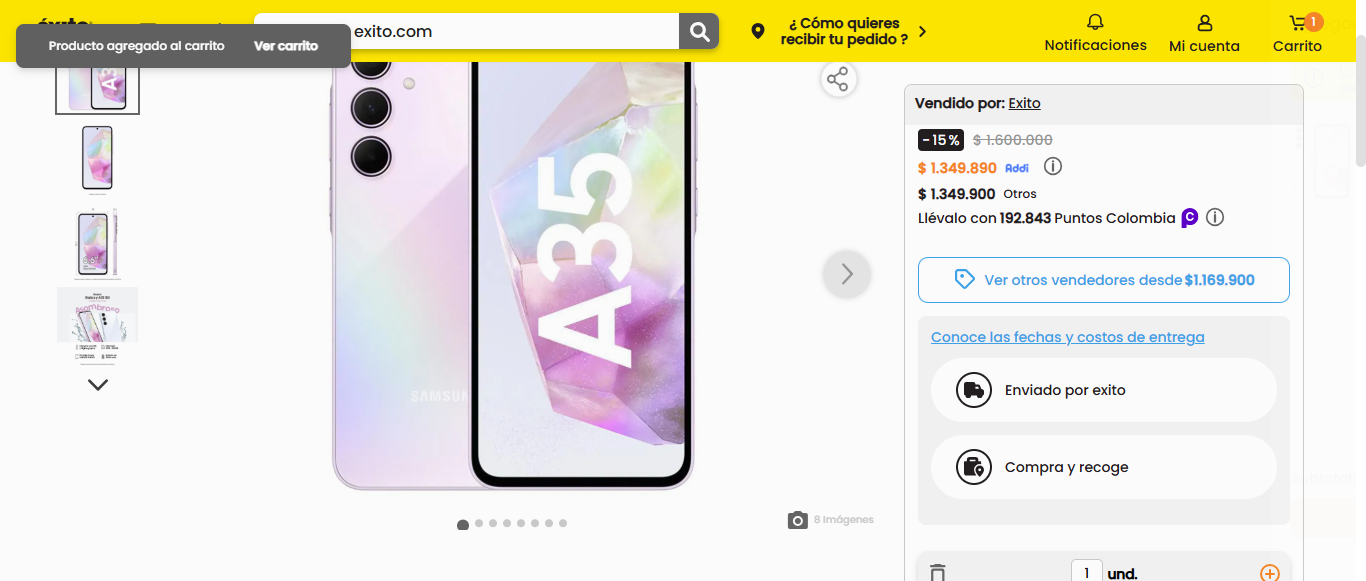 éxito
exito.com
¿ Cómo quieres
recibir tu pedido ?
Notificaciones
Mi cuenta
1
Carrito
Producto agregado al carrito
Ver carrito
A35
SAMSUN
A35
8 Imágenes
Vendido por: Exito
-15% $ 1.600.000
$ 1.349.890 Addi
$ 1.349.900 Otros
Llévalo con 192.843 Puntos Colombia
Ver otros vendedores desde $1.169.900
Conoce las fechas y costos de entrega
Enviado por exito
Compra y recoge
1 und.